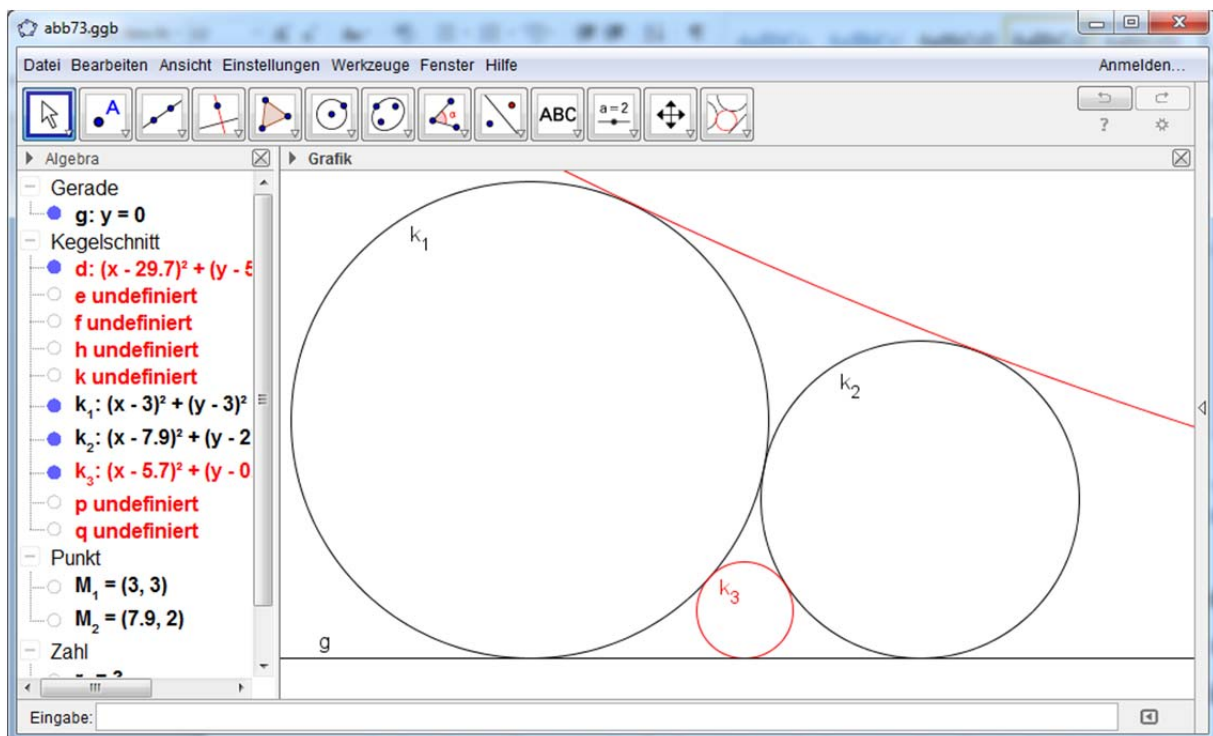 abb73.ggb
Datei Bearbeiten Ansicht Einstellungen Werkzeuge Fenster Hilfe Anmelden...
A α ABC a=2 ?
Algebra
Grafik
Gerade
g: y = 0
Kegelschnitt
d: (x - 29.7)² + (y - 5
e undefiniert
f undefiniert
h undefiniert
k undefiniert
k₁: (x - 3)² + (y - 3)²
k₂: (x - 7.9)² + (y - 2
k₃: (x - 5.7)² + (y - 0
p undefiniert
q undefiniert
Punkt
M₁ = (3, 3)
M₂ = (7.9, 2)
Zahl
k₁
k₂
k₃
g
Eingabe: